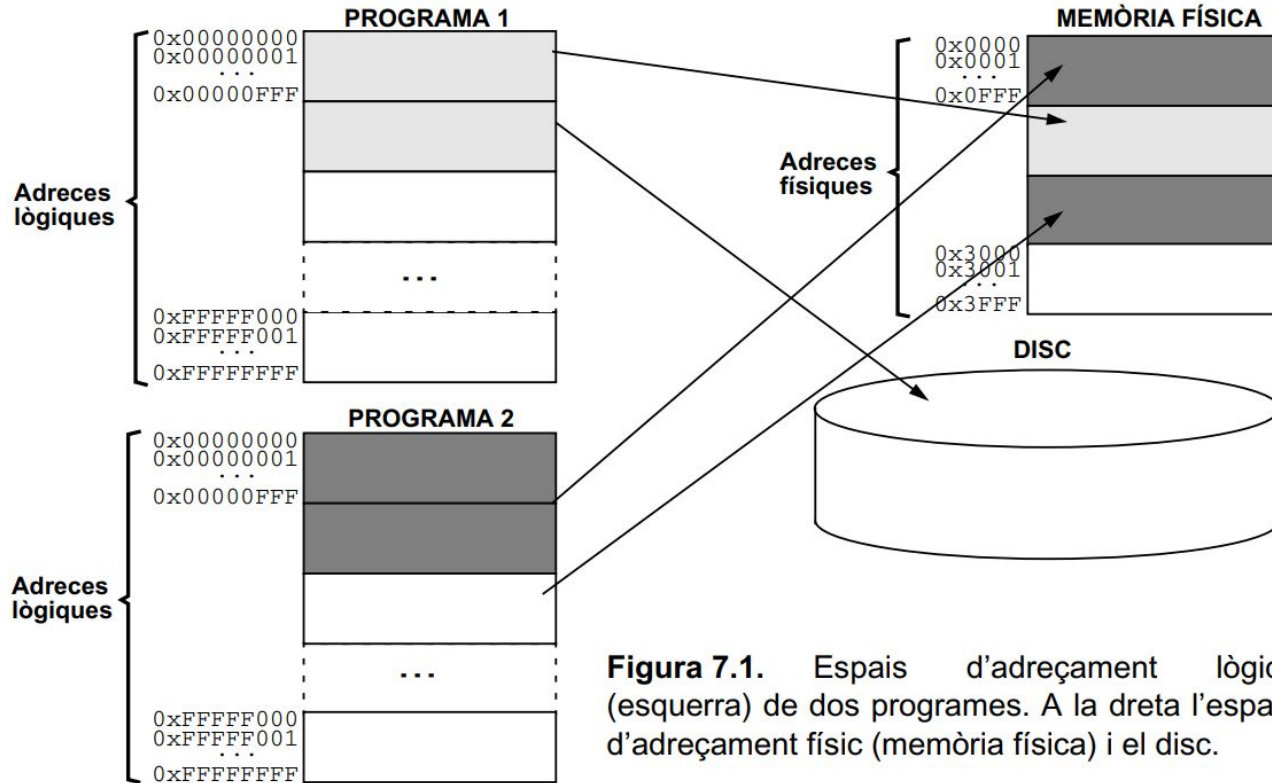 PROGRAMA 1
0x00000000
0x00000001
...
0x00000FFF
Adreces
lògiques
...
0xFFFFF000
0xFFFFF001
...
0xFFFFFFFF
MEMÒRIA FÍSICA
0x0000
0x0001
...
0x0FFF
Adreces
físiques
0x3000
0x3001
...
0x3FFF
DISC
PROGRAMA 2
0x00000000
0x00000001
...
0x00000FFF
Adreces
lògiques
...
0xFFFFF000
0xFFFFF001
...
0xFFFFFFFF
Figura 7.1. Espais d'adreçament
(esquerra) de dos programes. A la dreta
d'adreçament físic (memòria física) i el disc.